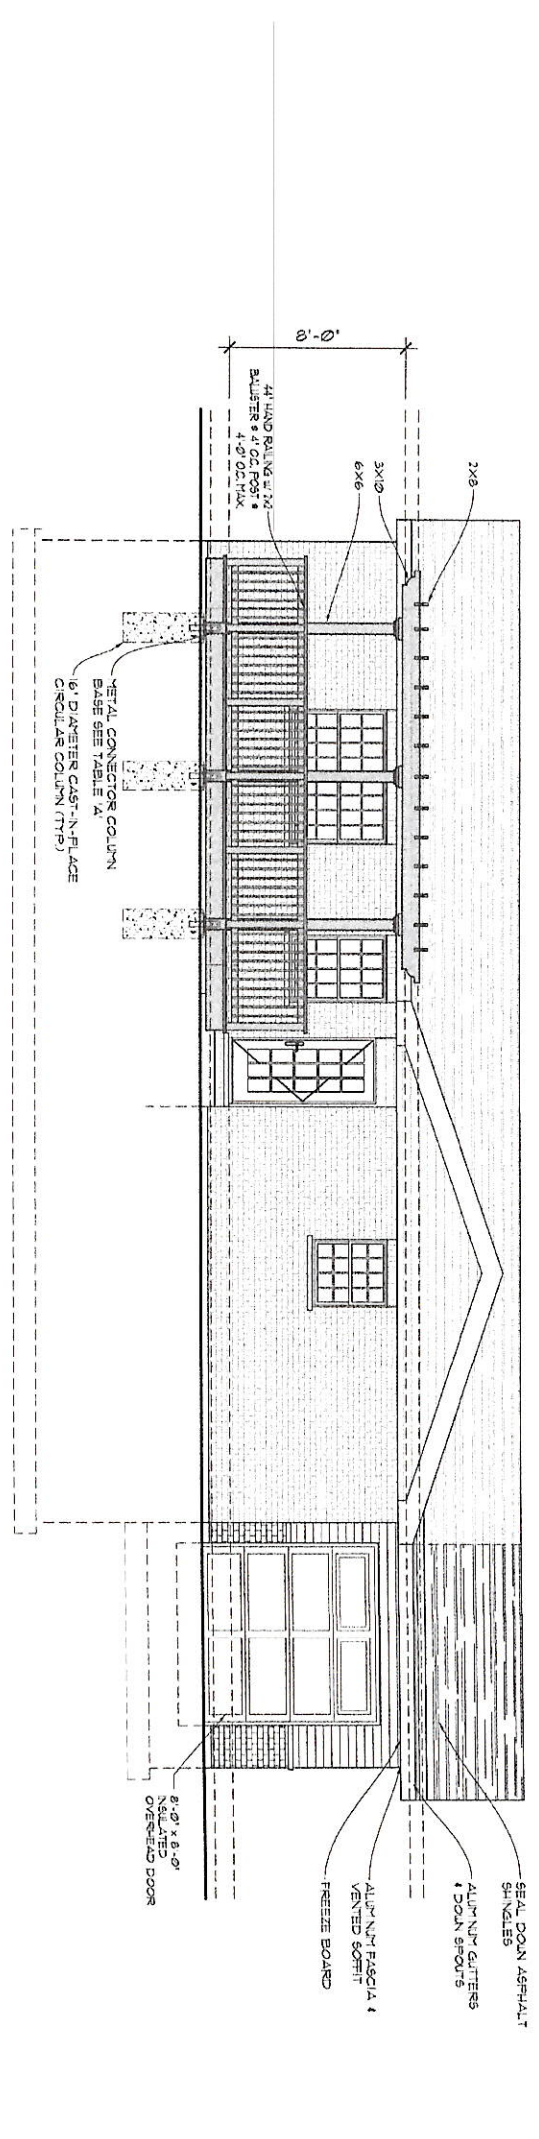 8'-0"
44" HAND RAILING w/ 2x2
BALUSTER @ 4" O.C. POST @
4'-0" O.C. MAX.
6X6
3X10
2X8
METAL CONNECTOR COLUMN
BASE SEE TABLE 'A'
16" DIAMETER CAST-IN-PLACE
CIRCULAR COLUMN (TYP.)
SEAL DOWN ASPHALT
SHINGLES
ALUMINUM GUTTERS
& DOWN SPOUTS
ALUMINUM FASCIA &
VENTED SOFFIT
FREEZE BOARD
8'-0" x 8'-0"
INSULATED
OVERHEAD DOOR